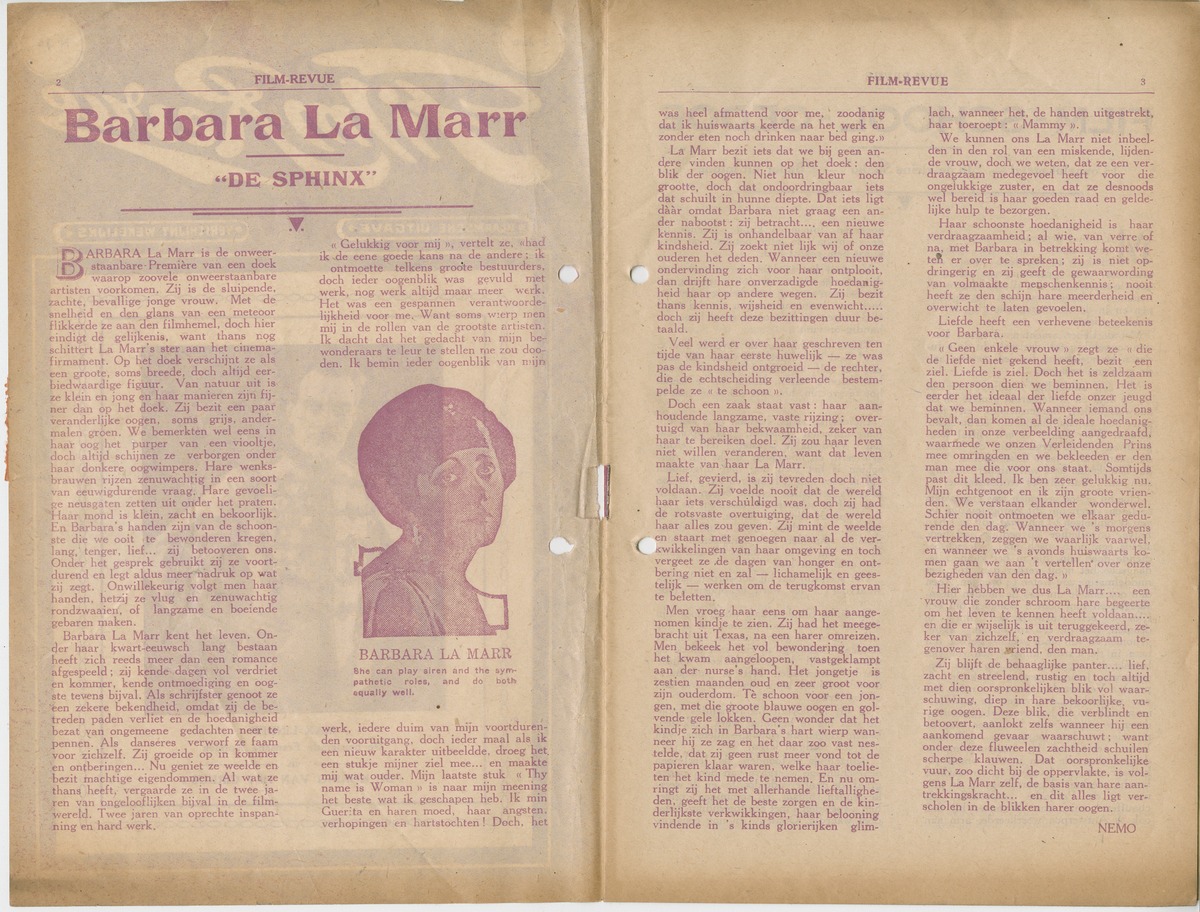 2
FILM-REVUE
Barbara La Marr
“DE SPHINX”
BARBARA La Marr is de onweer-
staanbare Première van een doek
waarop zoovele onweerstaanbare
artisten voorkomen. Zij is de sluipende,
zachte, bevallige jonge vrouw. Met de
snelheid en den glans van een meteoor
flikkerde ze aan den filmhemel, doch hier
eindigt de gelijkenis, want thans nog
schittert La Marr's ster aan het cinema-
firmament. Op het doek verschijnt ze als
een groote, soms breede, doch altijd eer-
biedwaardige figuur. Van natuur uit is
ze klein en jong en haar manieren zijn fij-
ner dan op het doek. Zij bezit een paar
veranderlijke oogen, soms grijs, ander-
malen groen. We bemerkten wel eens in
haar oog het purper van een viooltje,
doch altijd schijnen ze verborgen onder
haar donkere oogwimpers. Hare wenks-
brauwen rijzen zenuwachtig in een soort
van eeuwigdurende vraag. Hare gevoeli-
ge neusgaten zetten uit onder het praten.
Haar mond is klein, zacht en bekoorlijk.
En Barbara's handen zijn van de schoon-
ste die we ooit te bewonderen kregen,
lang, tenger, lief... zij betooveren ons.
Onder het gesprek gebruikt zij ze voort-
durend en legt aldus meer nadruk op wat
zij zegt. Onwillekeurig volgt men haar
handen, hetzij ze vlug en zenuwachtig
rondzwaaien, of langzame en boeiende
gebaren maken.
Barbara La Marr kent het leven. On-
der haar kwart-eeuwsch lang bestaan
heeft zich reeds meer dan een romance
afgespeeld; zij kende dagen vol verdriet
en kommer, kende ontmoediging en oog-
ste tewens bijval. Als schrijfster genoot ze
een zekere bekendheid, omdat zij de be-
treden paden verliet en de hoedanigheid
bezat van ongemeene gedachten neer te
pennen. Als danseres verworf ze faam
voor zichzelf. Zij groeide op in kommer
en ontberingen... Nu geniet ze weelde en
bezit machtige eigendommen. Al wat ze
thans heeft, vergaarde ze in de twee ja-
ren van ongelooflijken bijval in de film-
wereld. Twee jaren van oprechte inspan-
ning en hard werk.
« Gelukkig voor mij », vertelt ze, «had
ik de eene goede kans na de andere; ik
ontmoette telkens groote bestuurders,
doch ieder oogenblik was gevuld met
werk, nog werk altijd maar meer werk.
Het was een gespannen verantwoorde-
lijkheid voor me. Want soms wierp men
mij in de rollen van de grootste artisten.
Ik dacht dat het gedacht van mijn be-
wonderaars te leur te stellen me zou doo-
den. Ik bemin ieder oogenblik van mijn
BARBARA LA MARR
She can play siren and the sym-
pathetic roles, and do both
equally well.
werk, iedere duim van mijn voortduren-
den vooruitgang, doch ieder maal als ik
een nieuw karakter uitbeeldde, droeg het
een stukje mijner ziel mee... en maakte
mij wat ouder. Mijn laatste stuk « Thy
name is Woman » is naar mijn meening
het beste wat ik geschapen heb. Ik min
Guerita en haren moed, haar angsten,
verhopingen en hartstochten! Doch, het
FILM-REVUE
3
was heel afmattend voor me, zoodanig
dat ik huiswaarts keerde na het werk en
zonder eten noch drinken naar bed ging.»
La Marr bezit iets dat we bij geen an-
dere vinden kunnen op het doek: den
blik der oogen. Niet hun kleur noch
grootte, doch dat ondoordringbaar iets
dat schuilt in hunne diepte. Dat iets ligt
dààr omdat Barbara niet graag een an-
der nabootst: zij betracht..., een nieuwe
kennis. Zij is onhandelbaar van af haar
kindsheid. Zij zoekt niet lijk wij of onze
ouderen het deden. Wanneer een nieuwe
ondervinding zich voor haar ontplooit,
dan drijft hare onverzadigde hoedanig-
heid haar op andere wegen. Zij bezit
thans kennis, wijsheid en evenwicht.....
doch zij heeft deze bezittingen duur be-
taald.
Veel werd er over haar geschreven ten
tijde van haar eerste huwelijk — ze was
pas de kindsheid ontgroeid — de rechter,
die de echtscheiding verleende bestem-
pelde ze « te schoon ».
Doch een zaak staat vast: haar aan-
houdende langzame, vaste rijzing; over-
tuigd van haar bekwaamheid, zeker van
haar te bereiken doel. Zij zou haar leven
niet willen veranderen, want dat leven
maakte van haar La Marr.
Lief, gevierd, is zij tevreden doch niet
voldaan. Zij voelde nooit dat de wereld
haar iets verschuldigd was, doch zij had
de rotsvaste overtuiging, dat de wereld
haar alles zou geven. Zij mint de weelde
en staart met genoegen naar al de ver-
kwikkelingen van haar omgeving en toch
vergeet ze de dagen van honger en ont-
bering niet en zal — lichamelijk en gees-
telijk — werken om de terugkomst ervan
te beletten.
Men vroeg haar eens om haar aange-
nomen kindje te zien. Zij had het meege-
bracht uit Texas, na een harer omreizen.
Men bekeek het vol bewondering toen
het kwam aangeloopen, vastgeklampt
aan der nurse's hand. Het jongetje is
zestien maanden oud en zeer groot voor
zijn ouderdom. Te schoon voor een jon-
gen, met die groote blauwe oogen en gol-
vende gele lokken. Geen wonder dat het
kindje zich in Barbara's hart wierp wan-
neer hij ze zag en het daar zoo vast nes-
telde, dat zij geen rust meer vond tot de
papieren klaar waren, welke haar toelie-
ten het kind mede te nemen. En nu om-
ringt zij het met allerhande lieftalligh-
den, geeft het de beste zorgen en de kin-
derlijkste verkwikkingen, haar belooning
vindende in 's kinds glorierijken glim-
lach, wanneer het, de handen uitgestrekt,
haar toeroept: « Mammy ».
We kunnen ons La Marr niet inbeel-
den in den rol van een miskende, lijden-
de vrouw, doch we weten, dat ze een ver-
draagzaam medegevoel heeft voor die
ongelukkige zuster, en dat ze desnoods
wel bereid is haar goeden raad en gelde-
lijke hulp te bezorgen.
Haar schoonste hoedanigheid is haar
verdraagzaamheid; al wie, van verre of
na, met Barbara in betrekking komt we-
ten er over te spreken; zij is niet op-
dringerig en zij geeft de gewaarwording
van volmaakte menschenkennis; nooit
heeft ze den schijn hare meerderheid en
overwicht te laten gevoelen.
Liefde heeft een verhevene beteekenis
voor Barbara.
« Geen enkele vrouw » zegt ze « die
de liefde niet gekend heeft, bezit een
ziel. Liefde is ziel. Doch het is zeldzaam
den persoon dien we beminnen. Het is
eerder het ideaal der liefde onzer jeugd
dat we beminnen. Wanneer iemand ons
bevalt, dan komen al de ideale hoedanig-
heden in onze verbeelding aangedraafd,
waarmede we onzen Verleidenden Prins
mee omringen en we bekleeden er den
man mee die voor ons staat. Somtijds
past dit kleed. Ik ben zeer gelukkig nu.
Mijn echtgenoot en ik zijn groote vrien-
den. We verstaan elkander wonderwel.
Schier nooit ontmoeten we elkaar gedu-
rende den dag. Wanneer we 's morgens
vertrekken, zeggen we waarlijk vaarwel,
en wanneer we 's avonds huiswaarts ko-
men gaan we aan 't vertellen over onze
bezigheden van den dag. »
Hier hebben we dus La Marr.... een
vrouw die zonder schroom hare begeerte
om het leven te kennen heeft voldaan....
en die er wijselijk is uit teruggekeerd, ze-
ker van zichzelf, en verdraagzaam te-
genover haren vriend, den man.
Zij blijft de behaaglijke panter.... lief,
zacht en streelend, rustig en toch altijd
met dien oorspronkelijken blik vol waar-
schuwing, diep in hare bekoorlijke, vu-
rige oogen. Deze blik, die verblindt en
betoovert, aanlokt zelfs wanneer hij een
aankomend gevaar waarschuwt; want
onder deze fluweelen zachtheid schuilen
scherpe klauwen. Dat oorspronkelijke
vuur, zoo dicht bij de oppervlakte, is vol-
gens La Marr zelf, de basis van hare aan-
trekkingskracht... en dit alles ligt ver-
scholen in de blikken harer oogen.
NEMO